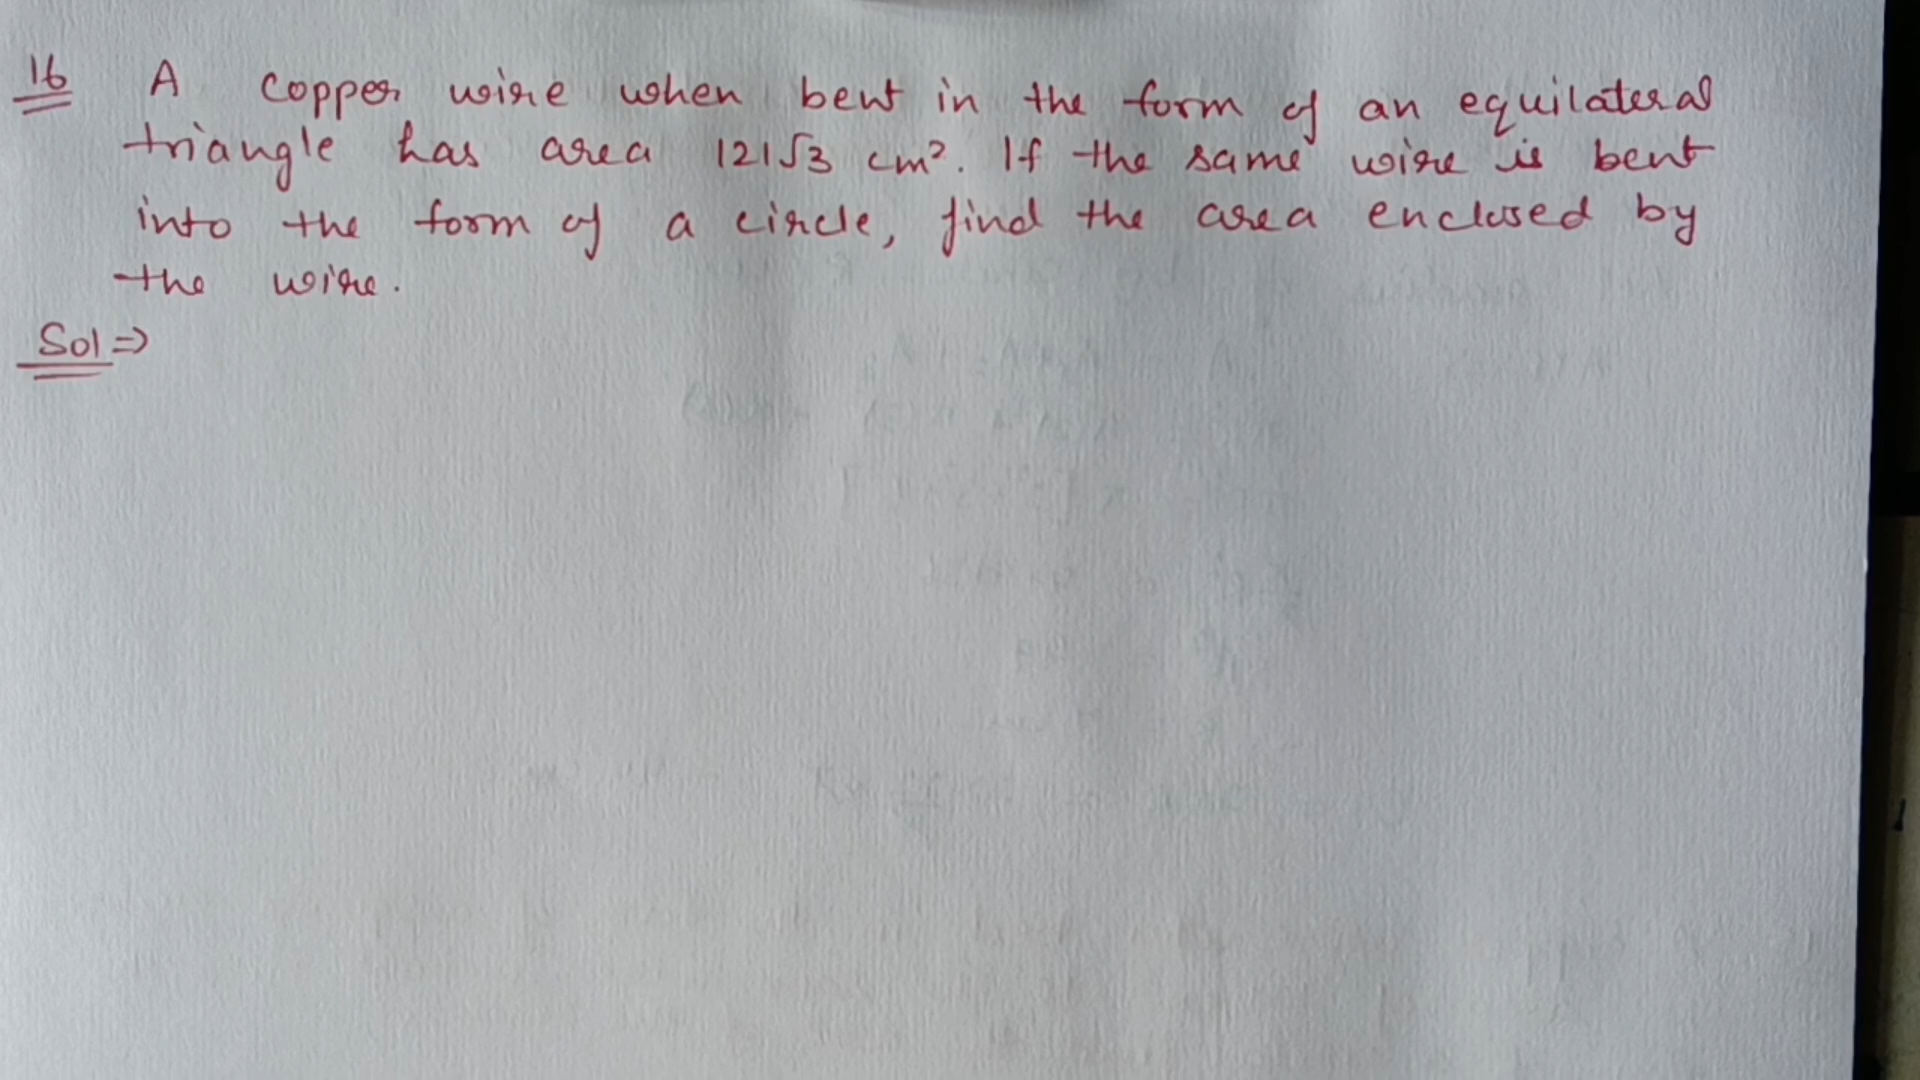 16 A copper wire when bent in the form of an equilateral
triangle has area 121√3 cm². If the same wire is bent
into the form of a circle, find the area enclosed by
the wire.
Sol ⇒